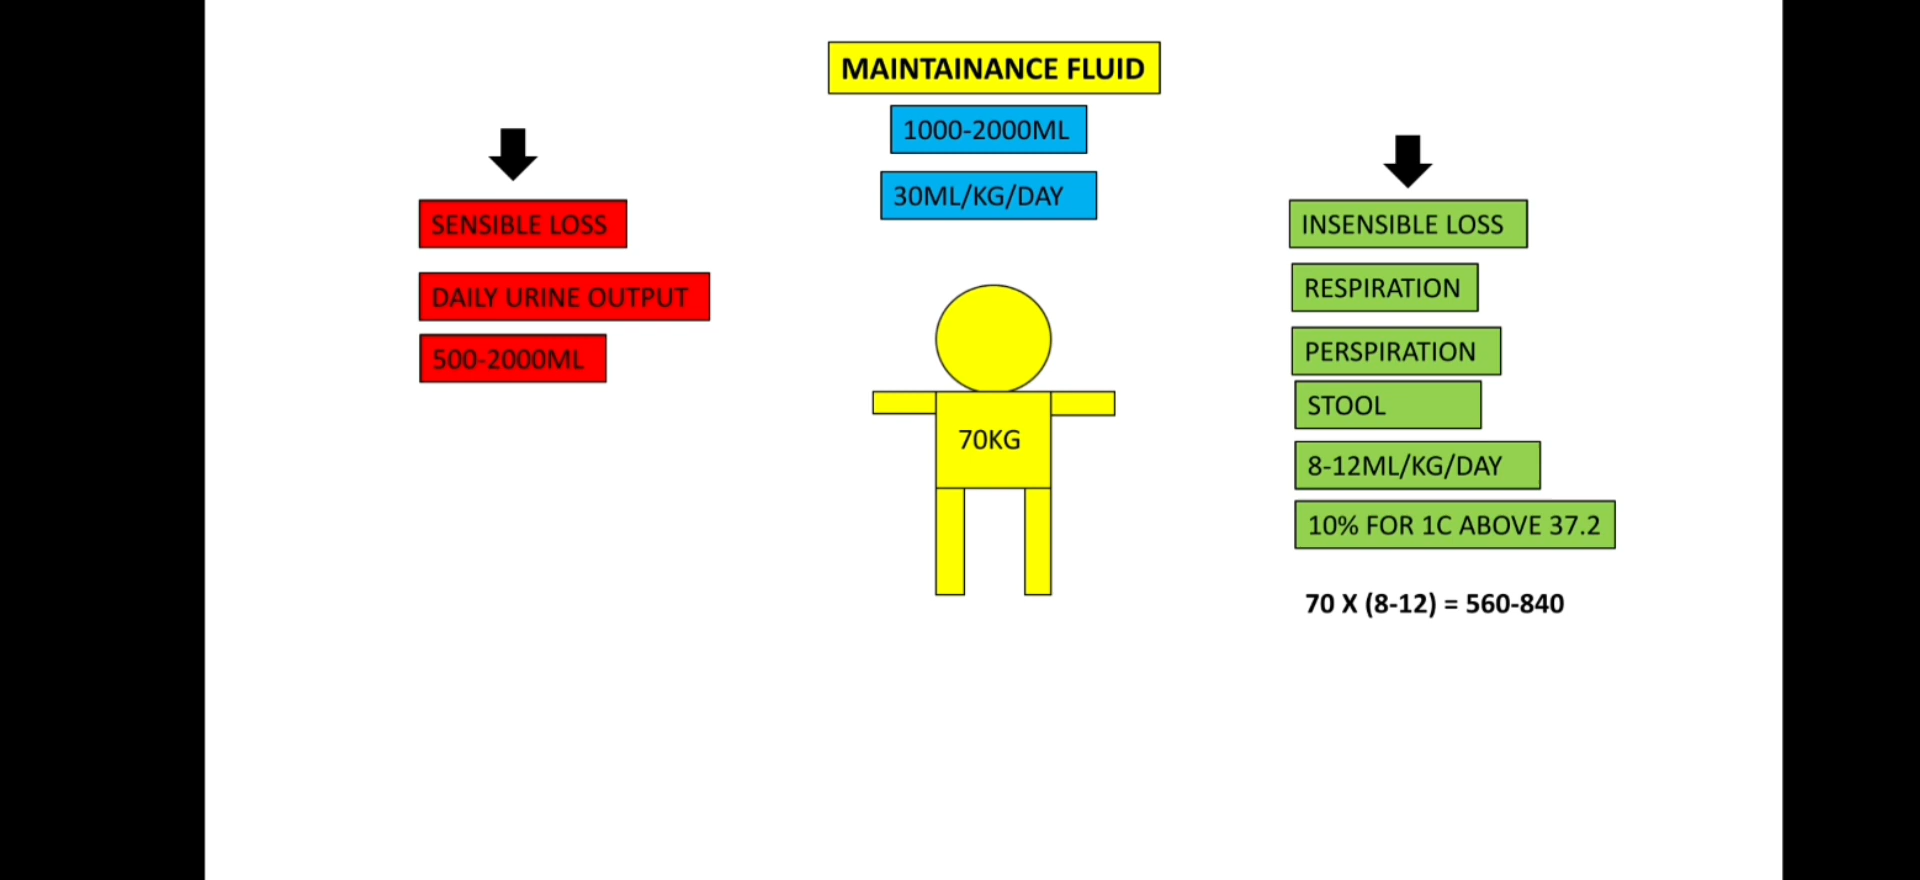 MAINTAINANCE FLUID
1000-2000ML
30ML/KG/DAY
SENSIBLE LOSS
DAILY URINE OUTPUT
500-2000ML
70KG
INSENSIBLE LOSS
RESPIRATION
PERSPIRATION
STOOL
8-12ML/KG/DAY
10% FOR 1C ABOVE 37.2
70 X (8-12) = 560-840